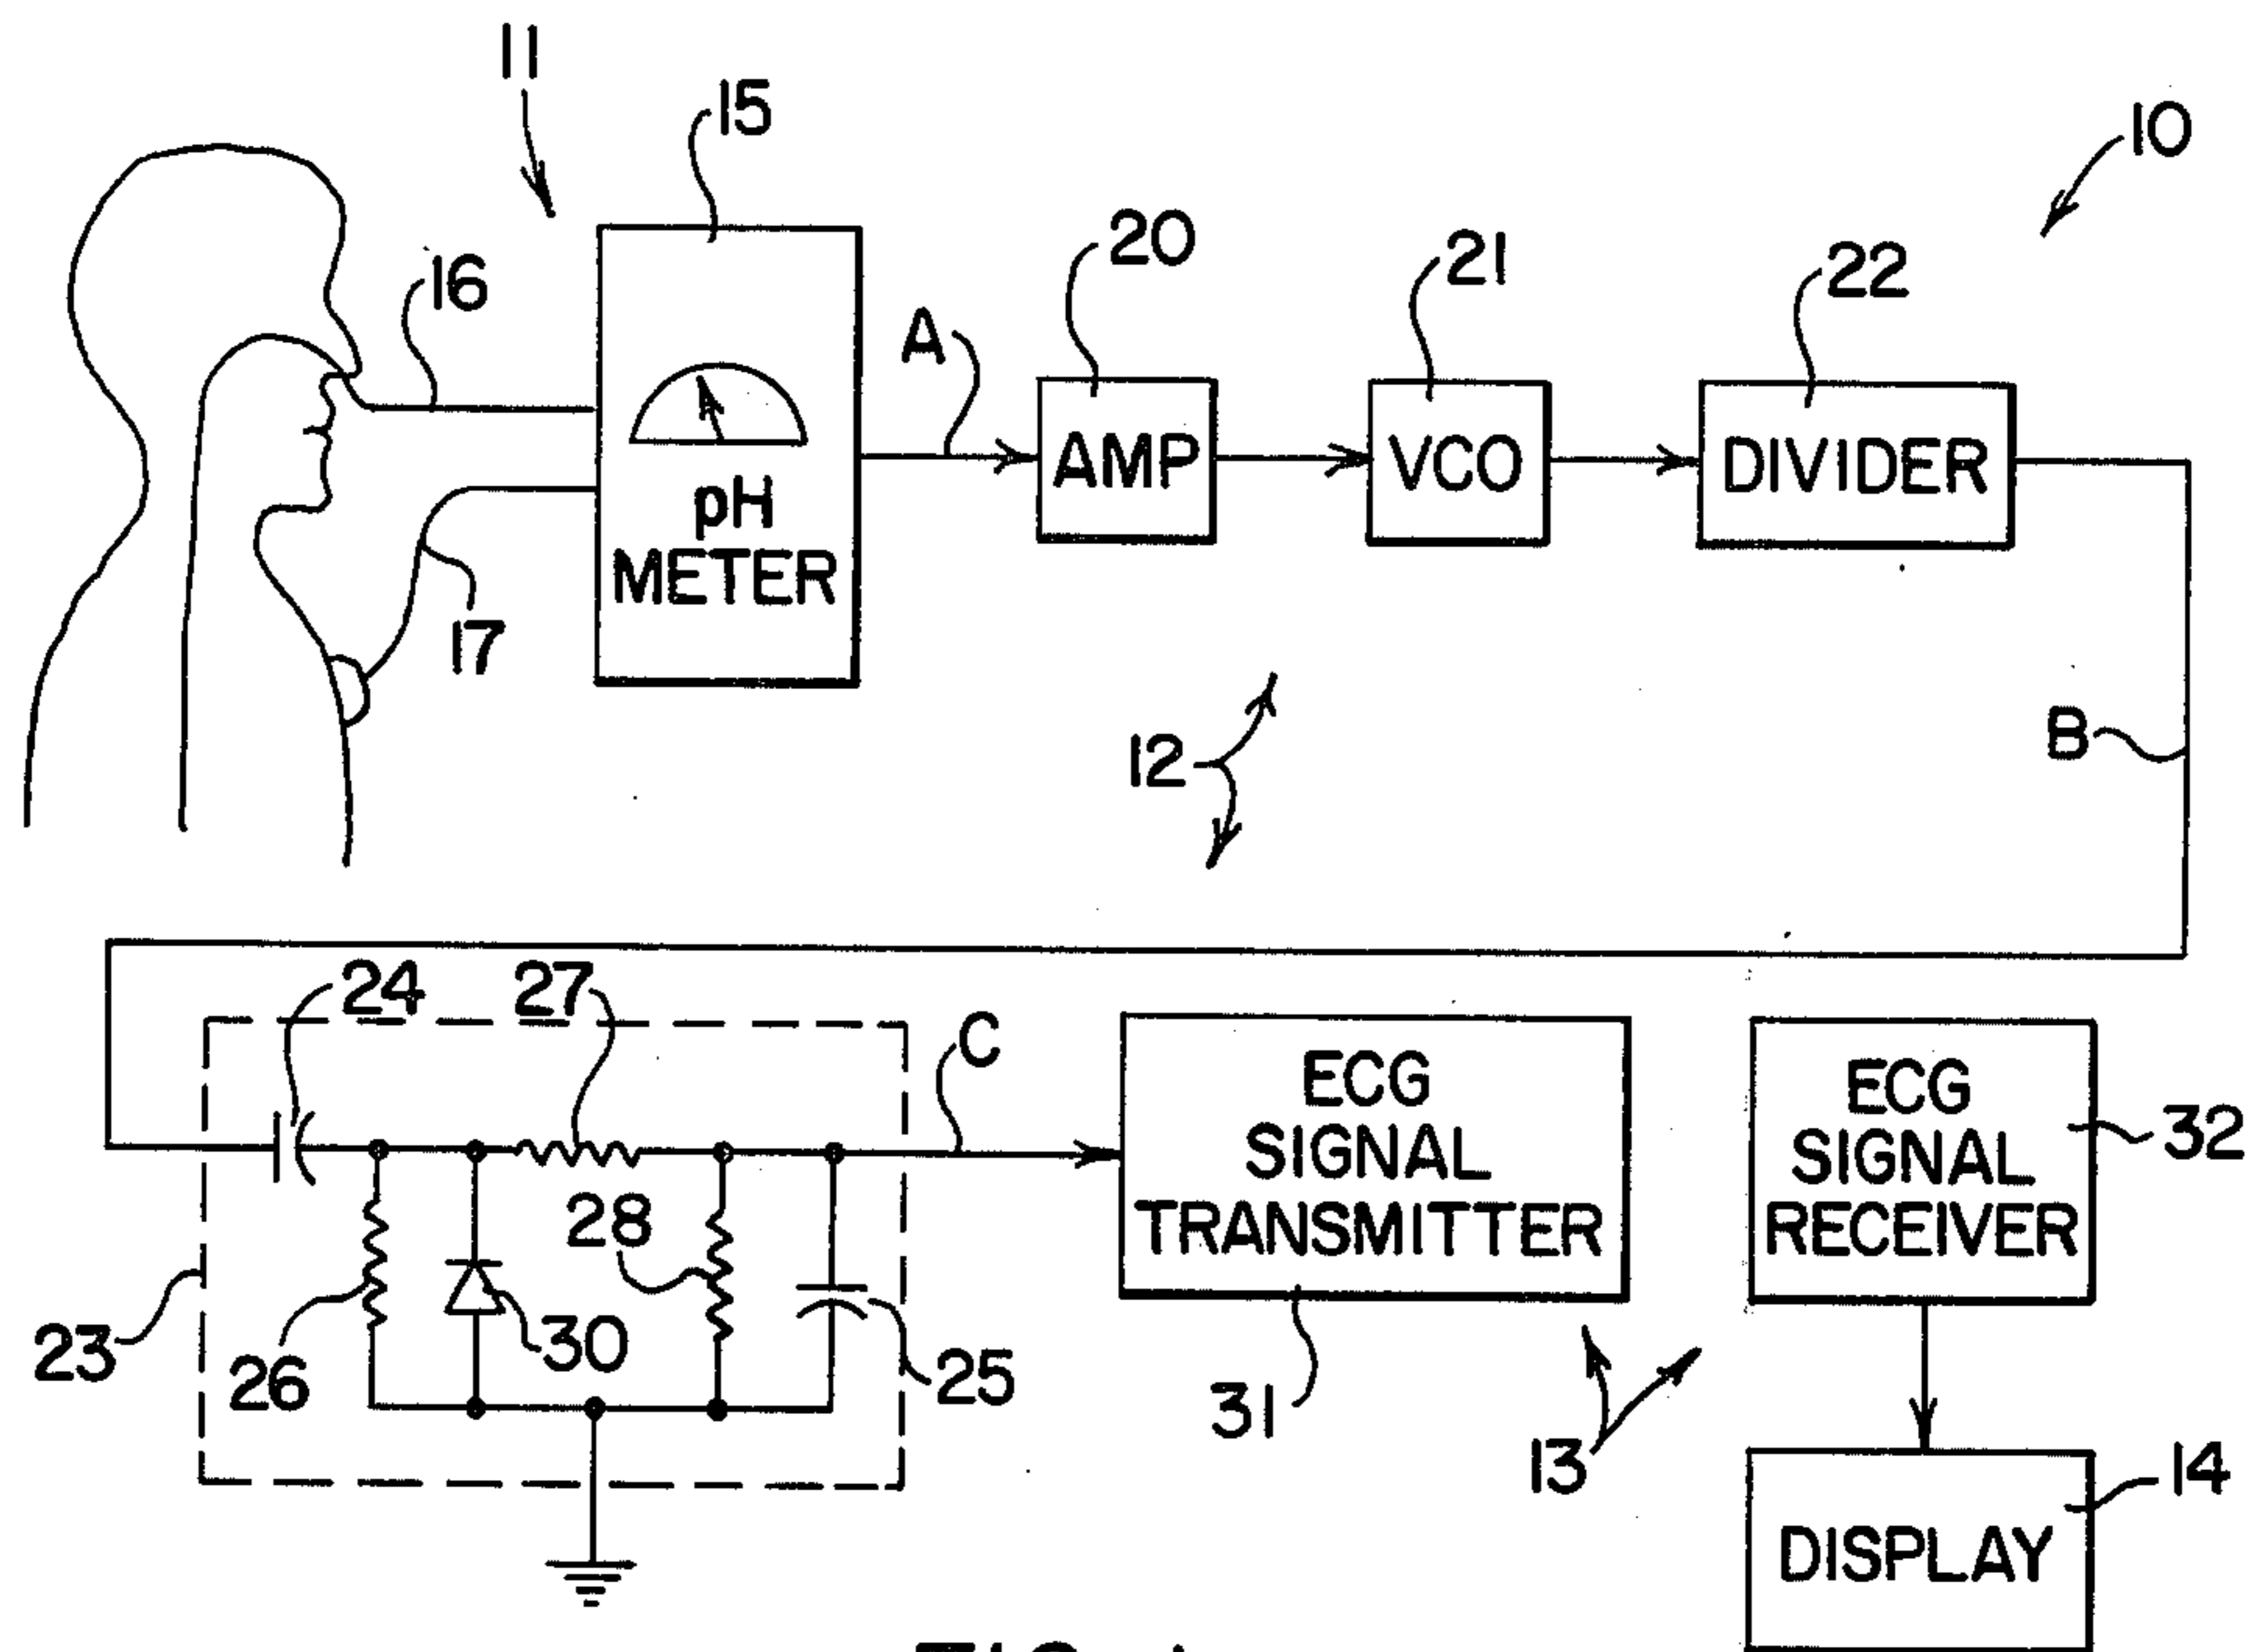 11
15
10
16
20
21
22
A
pH
METER
AMP
VCO
DIVIDER
17
12
B
24
27
C
ECG
SIGNAL
TRANSMITTER
ECG
SIGNAL
RECEIVER
32
28
23
26
30
25
31
13
14
DISPLAY